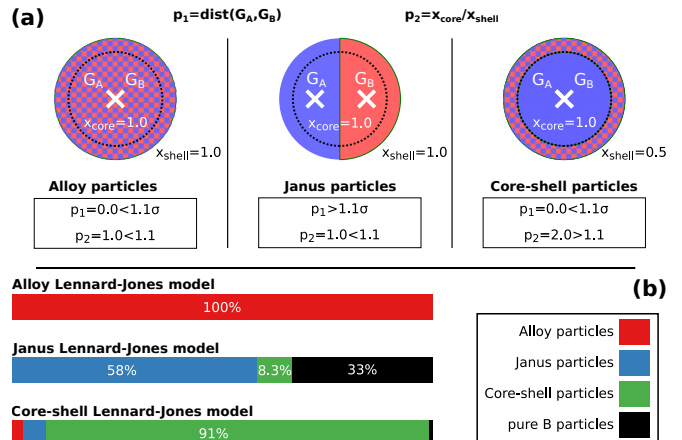 (a)
p1=dist(GA,GB)
p2=xcore/xshell
GA GB
xcore=1.0
xshell=1.0
Alloy particles
p1=0.0<1.1σ
p2=1.0<1.1
GA GB
xcore=1.0
xshell=1.0
Janus particles
p1>1.1σ
p2=1.0<1.1
GA GB
xcore=1.0
xshell=0.5
Core-shell particles
p1=0.0<1.1σ
p2=2.0>1.1
(b)
Alloy Lennard-Jones model
100%
Janus Lennard-Jones model
58% 8.3% 33%
Core-shell Lennard-Jones model
91%
Alloy particles
Janus particles
Core-shell particles
pure B particles